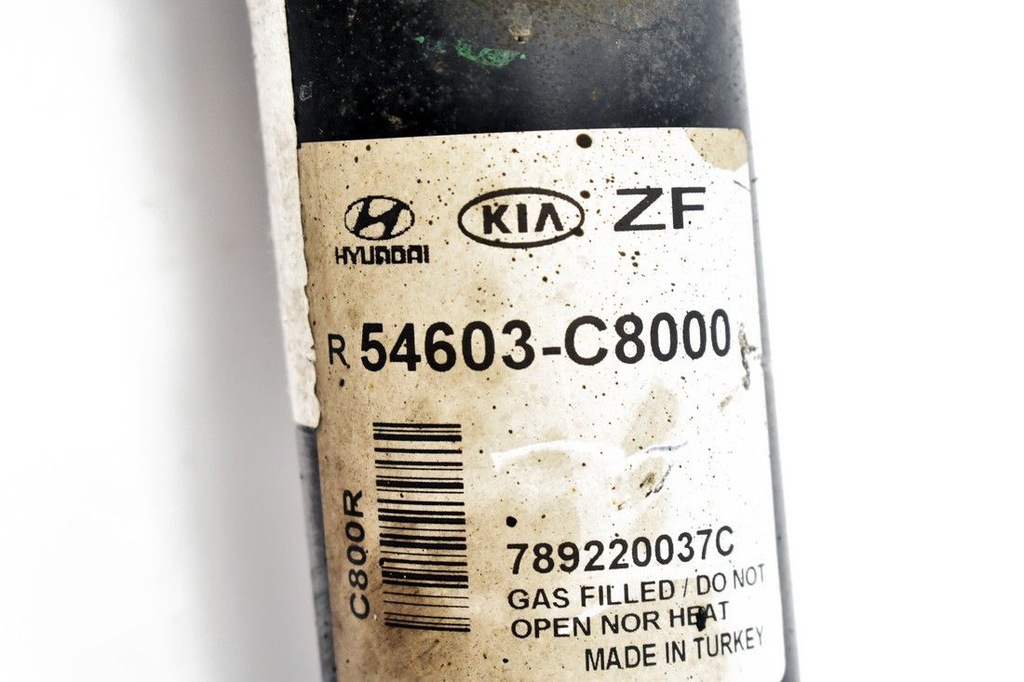 HYUNDAI KIA ZF
R 54603-C8000
C800R
789220037C
GAS FILLED / DO NOT
OPEN NOR HEAT
MADE IN TURKEY